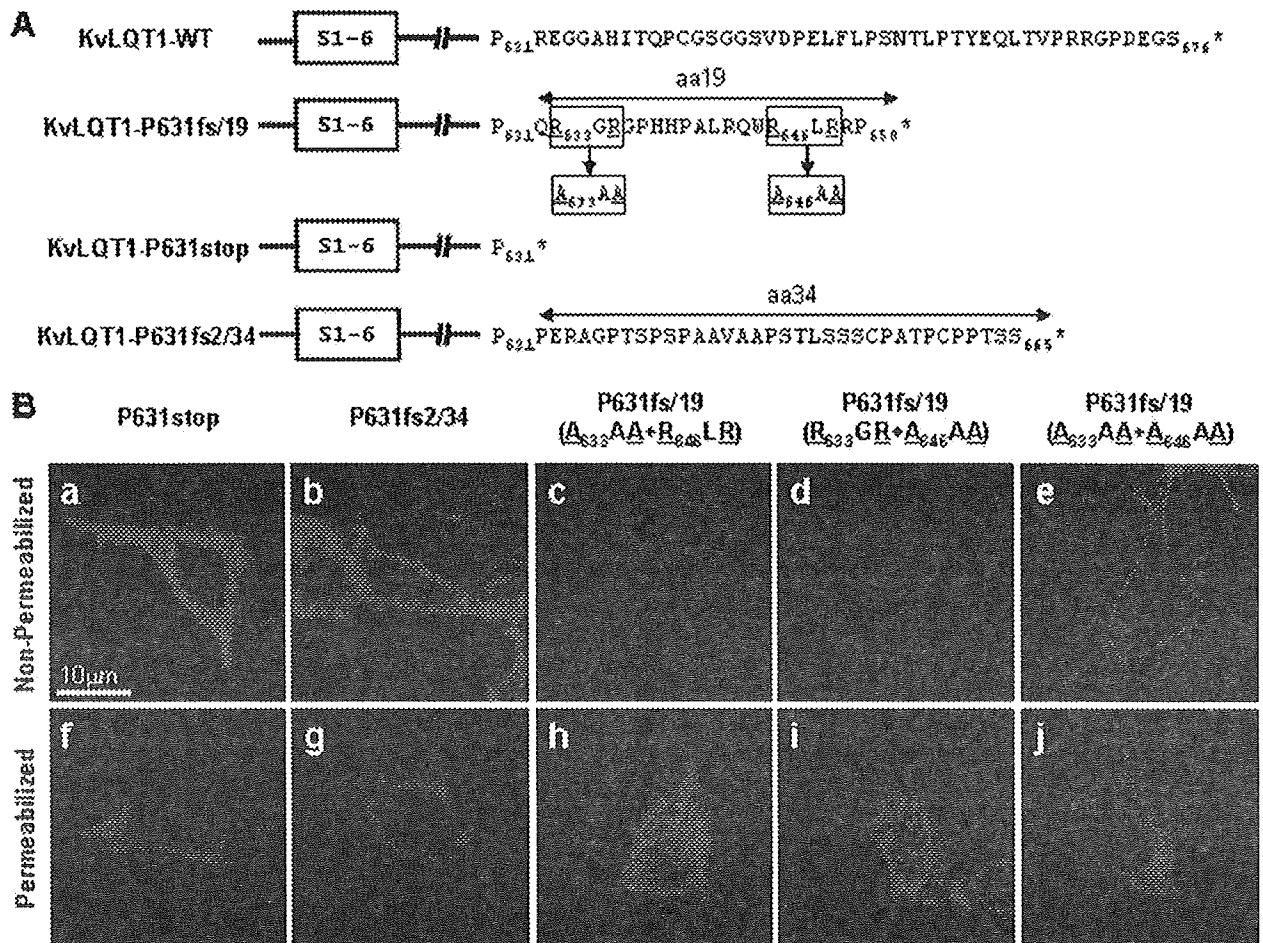 A
KvLQT1-WT S1~6 P631REGGAHITQPCGSGGSVDPELFLPSNTLPTYEQLTVPRRGPDEGS676*
aa19
KvLQT1-P631fs/19 S1~6 P631QR633GRGPHHPALRQWR646LRRP650*
A633AA A646AA
KvLQT1-P631stop S1~6 P631*
aa34
KvLQT1-P631fs2/34 S1~6 P631PERAGPTSPSPAAVAAPSTLSSSCPATPCPPTSS665*
B
P631stop P631fs2/34 P631fs/19 P631fs/19 P631fs/19
(A633AA+R646LR) (R633GR+A646AA) (A633AA+A646AA)
Non-Permeabilized
a b c d e
10μm
Permeabilized
f g h i j